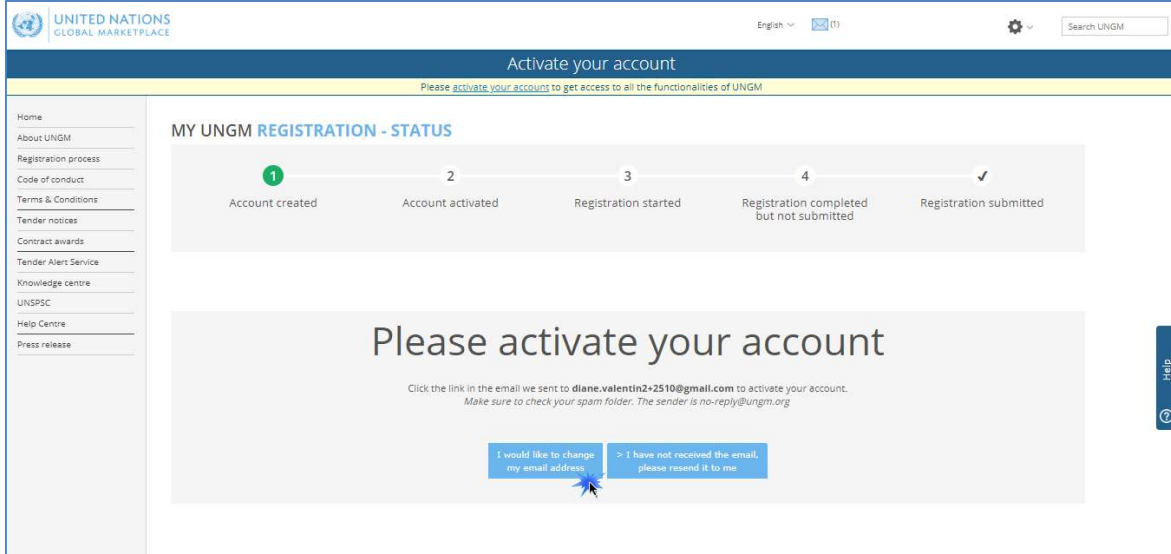 UNITED NATIONS
GLOBAL MARKETPLACE
English
(1)
Search UNGM
Activate your account
Please activate your account to get access to all the functionalities of UNGM
Home
About UNGM
Registration process
Code of conduct
Terms & Conditions
Tender notices
Contract awards
Tender Alert Service
Knowledge centre
UNSPSC
Help Centre
Press release
MY UNGM REGISTRATION - STATUS
1
2
3
4
Account created
Account activated
Registration started
Registration completed
but not submitted
Registration submitted
Please activate your account
Click the link in the email we sent to diane.valentin2+2510@gmail.com to activate your account.
Make sure to check your spam folder. The sender is no-reply@ungm.org
I would like to change
my email address
> I have not received the email,
please resend it to me
Help
?